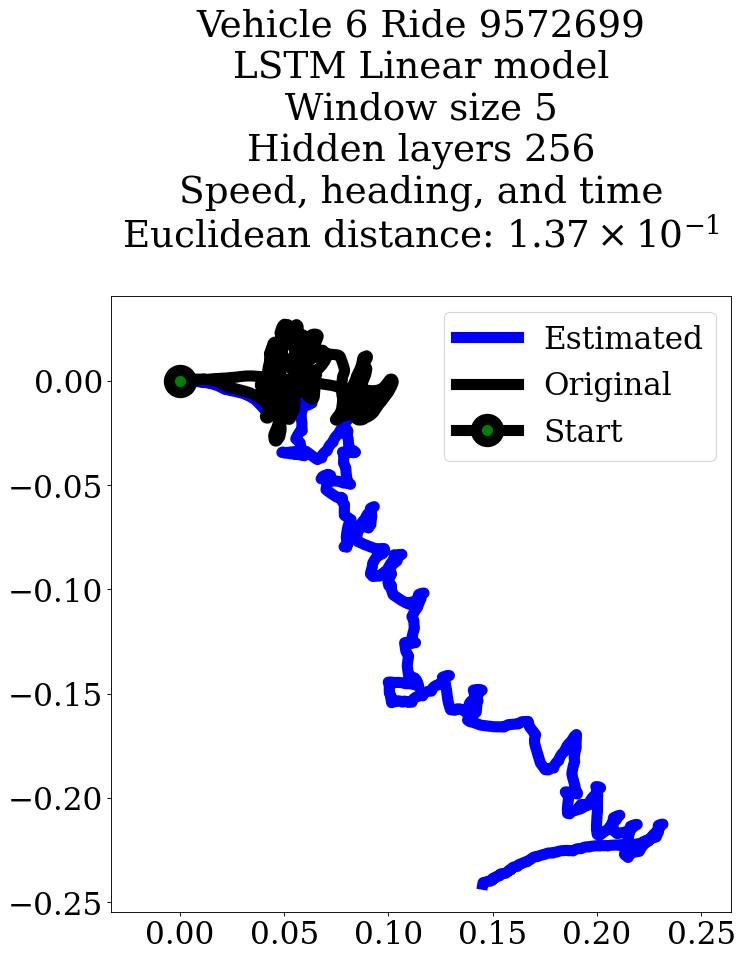 Vehicle 6 Ride 9572699
LSTM Linear model
Window size 5
Hidden layers 256
Speed, heading, and time
Euclidean distance: 1.37 × 10⁻¹
Estimated
Original
Start
0.00
−0.05
−0.10
−0.15
−0.20
−0.25
0.00 0.05 0.10 0.15 0.20 0.25